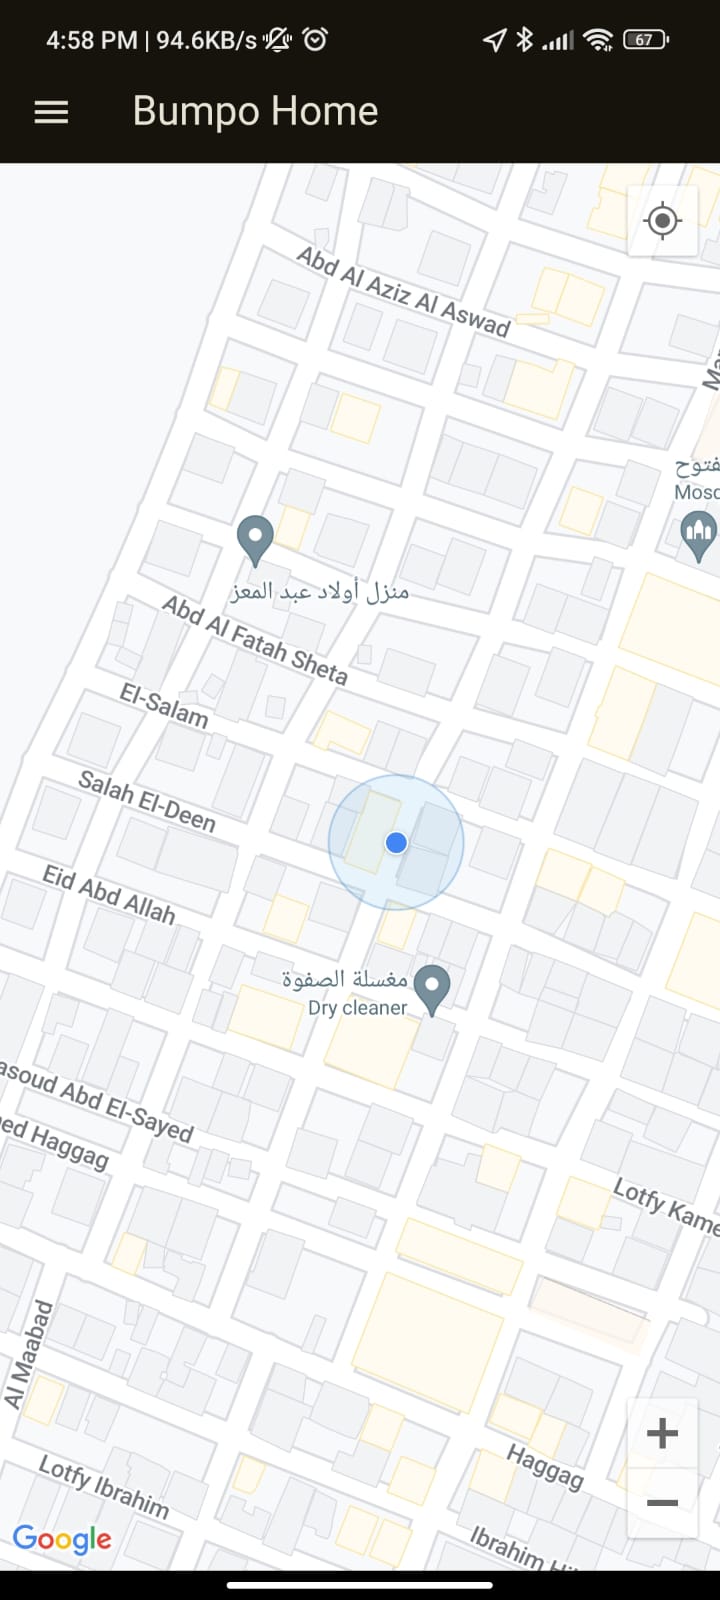 4:58 PM | 94.6KB/s
67
Bumpo Home
Abd Al Aziz Al Aswad
Mosc
منزل أولاد عبد المعز
Abd Al Fatah Sheta
El-Salam
Salah El-Deen
Eid Abd Allah
مغسلة الصفوة
Dry cleaner
asoud Abd El-Sayed
ed Haggag
Lotfy Kame
Al Maabad
Haggag
Lotfy Ibrahim
Ibrahim
Google